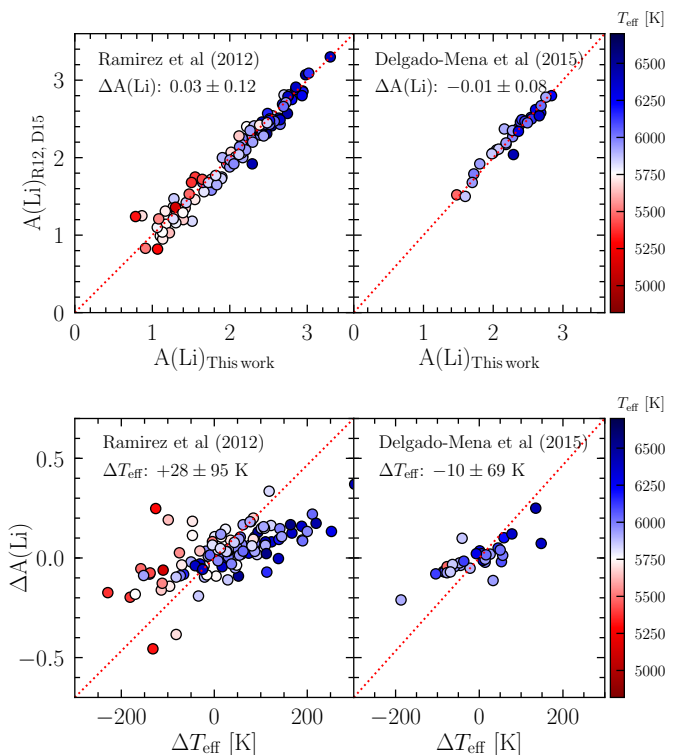 T_eff [K]
Ramirez et al (2012)
ΔA(Li): 0.03 ± 0.12
Delgado-Mena et al (2015)
ΔA(Li): −0.01 ± 0.08
A(Li)_R12, D15
3
2
1
0
0 1 2 3
0 1 2 3
A(Li)_This work
A(Li)_This work
6500
6250
6000
5750
5500
5250
5000
T_eff [K]
Ramirez et al (2012)
ΔT_eff: +28 ± 95 K
Delgado-Mena et al (2015)
ΔT_eff: −10 ± 69 K
ΔA(Li)
0.5
0.0
−0.5
−200 0 200
−200 0 200
ΔT_eff [K]
ΔT_eff [K]
6500
6250
6000
5750
5500
5250
5000